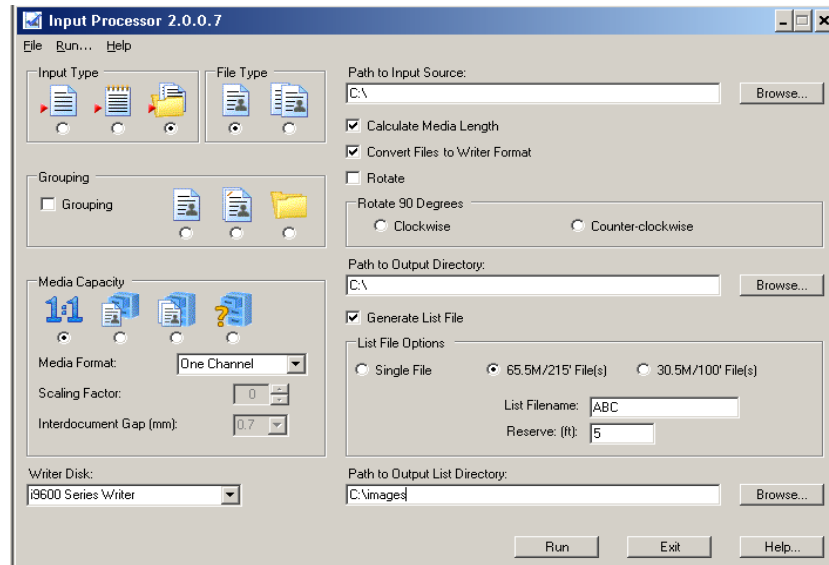 Input Processor 2.0.0.7
File Run... Help
Input Type
File Type
Grouping
Grouping
Media Capacity
1:1
?
Media Format: One Channel
Scaling Factor: 0
Interdocument Gap (mm): 0.7
Writer Disk:
i9600 Series Writer
Path to Input Source:
C:\ Browse...
Calculate Media Length
Convert Files to Writer Format
Rotate
Rotate 90 Degrees
Clockwise Counter-clockwise
Path to Output Directory:
C:\ Browse...
Generate List File
List File Options
Single File 65.5M/215' File(s) 30.5M/100' File(s)
List Filename: ABC
Reserve: (ft): 5
Path to Output List Directory:
C:\images Browse...
Run Exit Help...